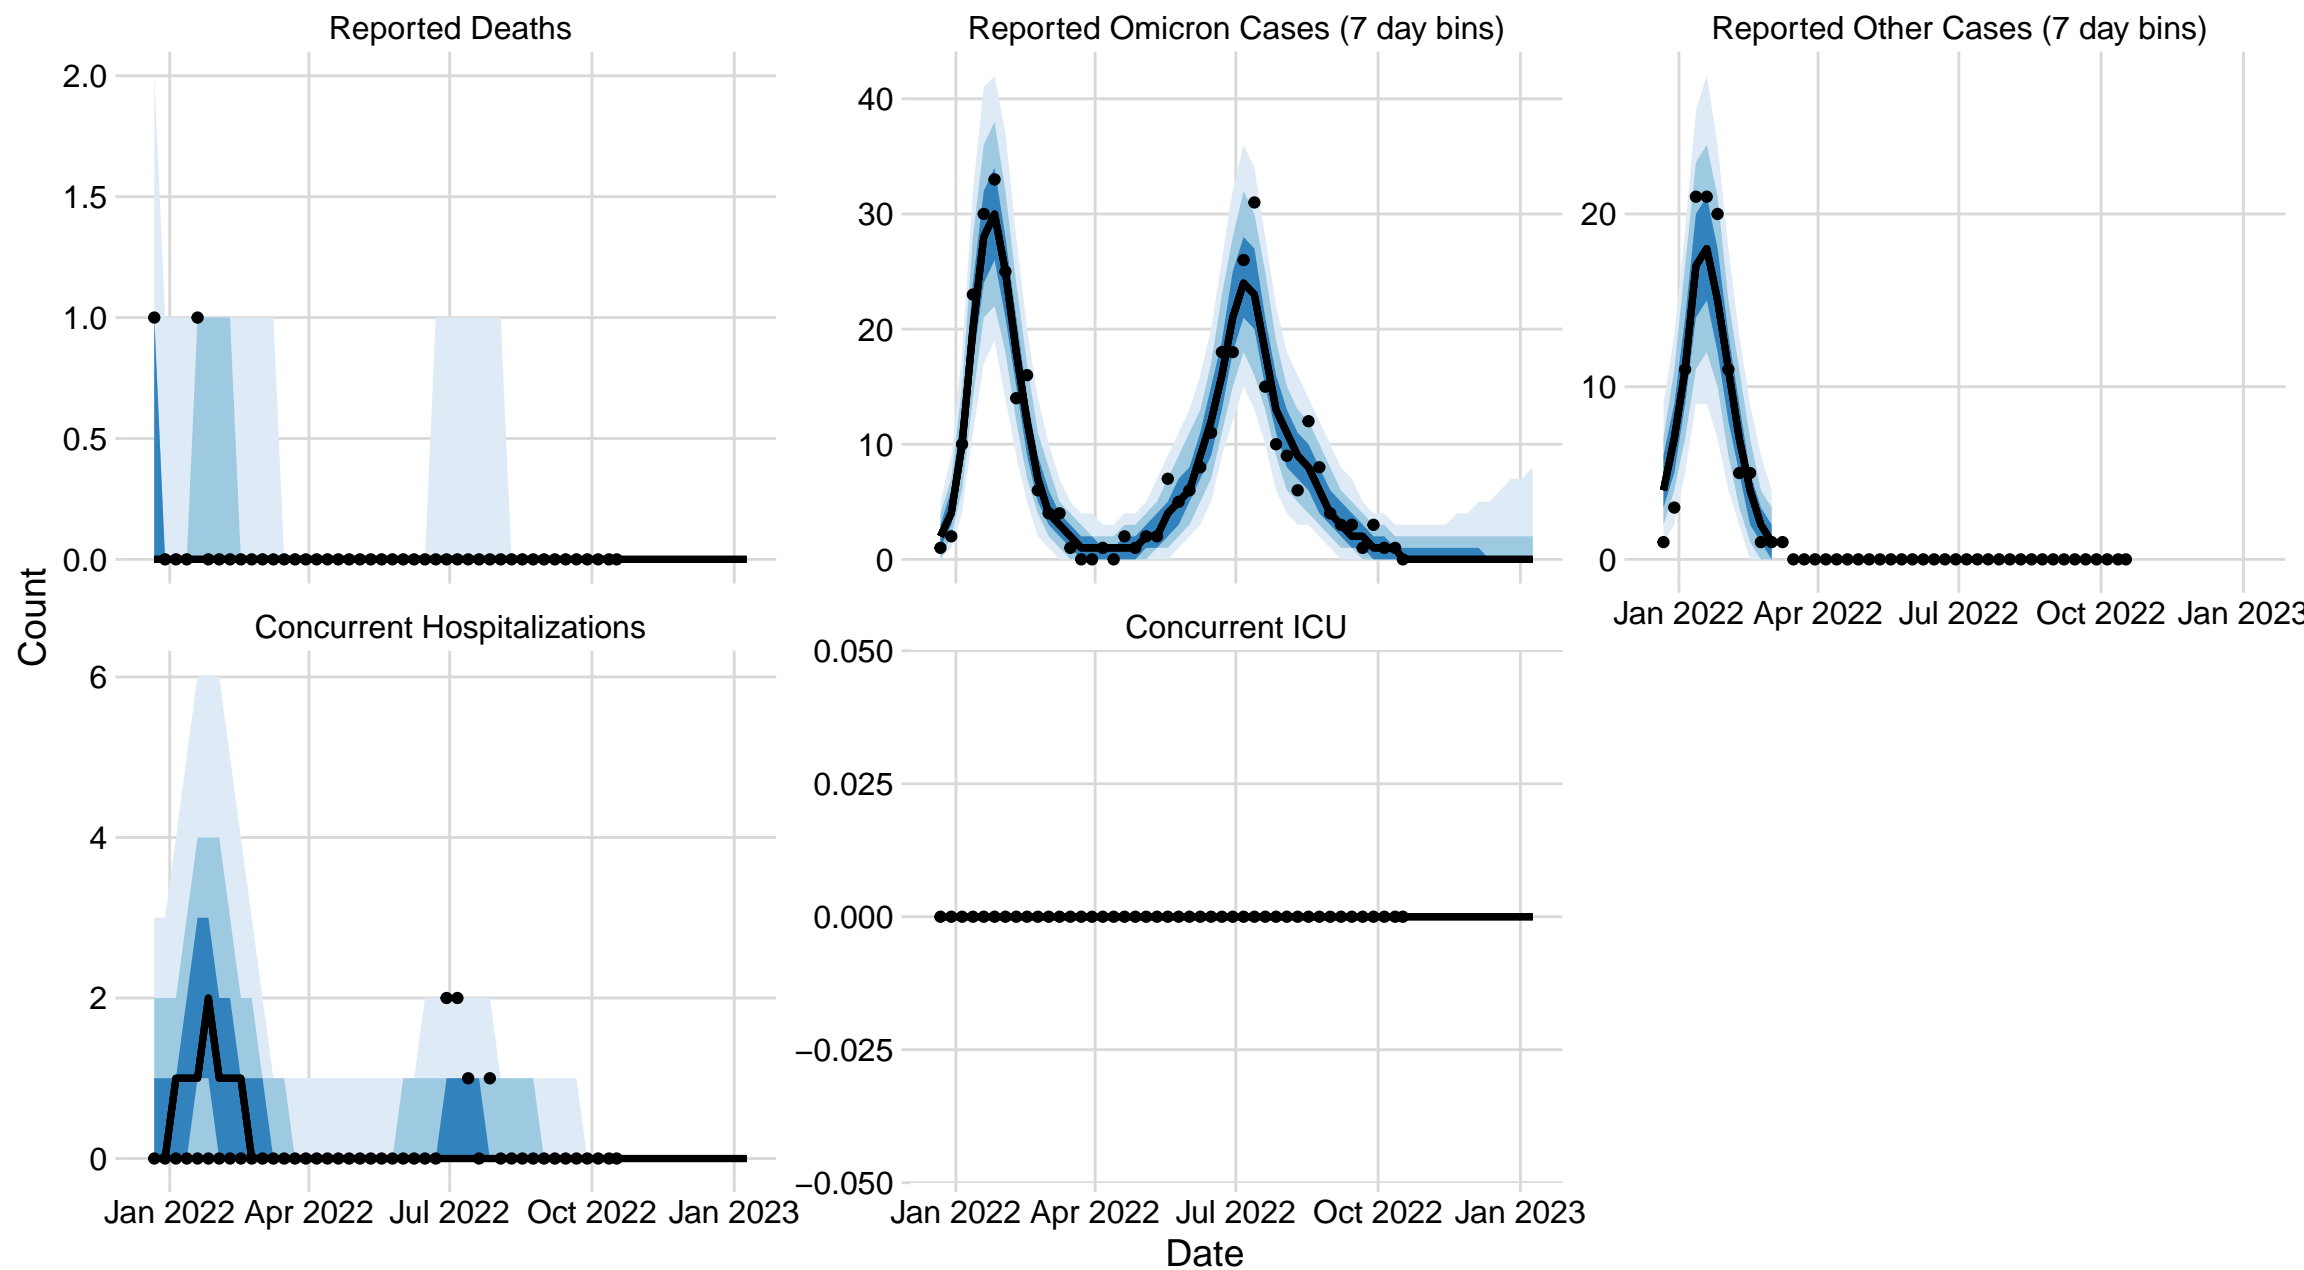 Reported Deaths
Reported Omicron Cases (7 day bins)
Reported Other Cases (7 day bins)
2.0
1.5
1.0
0.5
0.0
40
30
20
10
0
20
10
0
Jan 2022 Apr 2022 Jul 2022 Oct 2022 Jan 2023
Count
Concurrent Hospitalizations
Concurrent ICU
6
4
2
0
0.050
0.025
0.000
−0.025
−0.050
Jan 2022 Apr 2022 Jul 2022 Oct 2022 Jan 2023
Jan 2022 Apr 2022 Jul 2022 Oct 2022 Jan 2023
Date